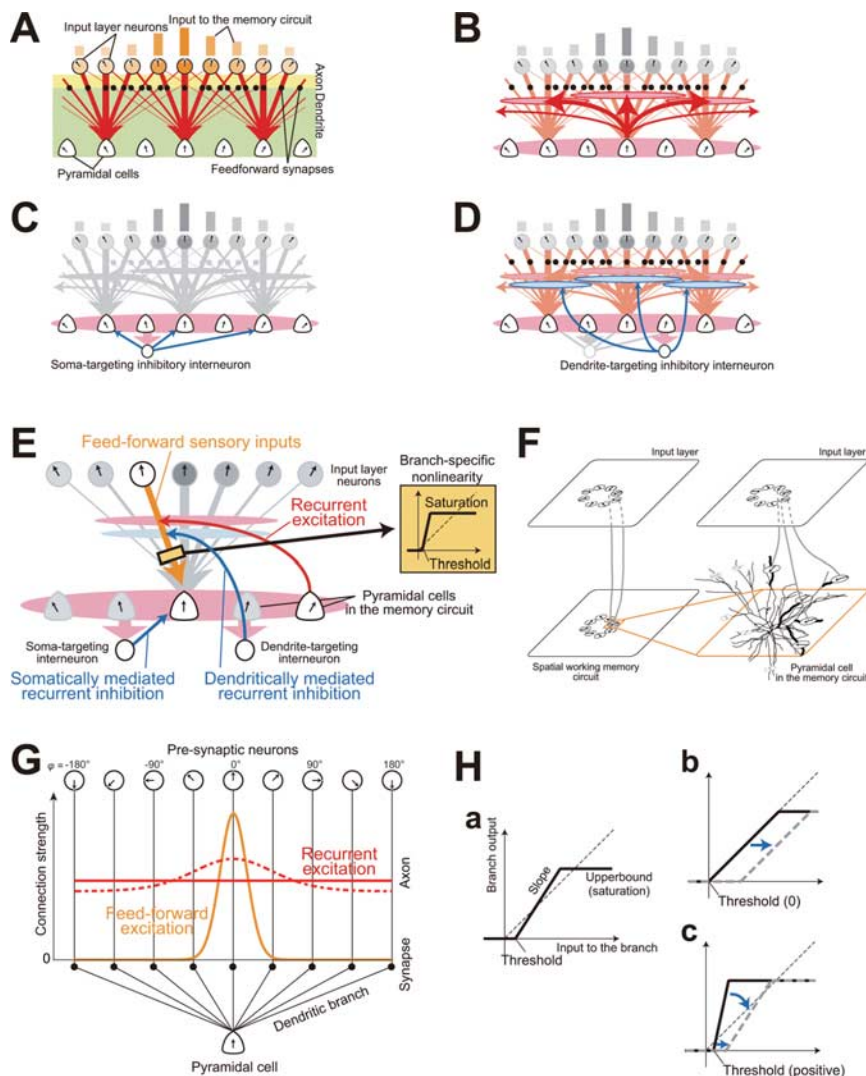 A
Input layer neurons
Input to the memory circuit
Axon
Dendrite
Pyramidal cells
Feedforward synapses
B
C
Soma-targeting inhibitory interneuron
D
Dendrite-targeting inhibitory interneuron
E
Feed-forward sensory inputs
Input layer
neurons
Recurrent
excitation
Branch-specific
nonlinearity
Saturation
Threshold
Pyramidal cells
in the memory circuit
Soma-targeting
interneuron
Dendrite-targeting
interneuron
Somatically mediated
recurrent inhibition
Dendritically mediated
recurrent inhibition
F
Input layer
Input layer
Spatial working memory
circuit
Pyramidal cell
in the memory circuit
G
Pre-synaptic neurons
φ = -180°
-90°
0°
90°
180°
Connection strength
Recurrent
excitation
Feed-forward
excitation
0
Axon
Synapse
Dendritic branch
Pyramidal cell
H
a
Branch output
Slope
Upperbound
(saturation)
Input to the branch
Threshold
b
Threshold (0)
c
Threshold (positive)